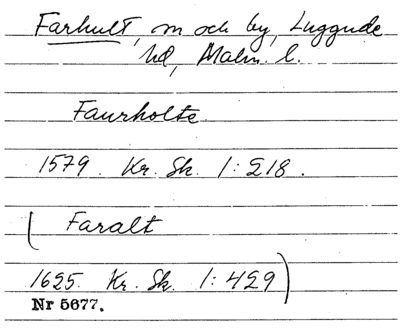 Farhult, sn och by, Luggude
hd, Malm. l.
Faurholte
1579. Kr. Sk. 1:218.
(Faralt
1625. Kr. Sk. 1:429)
Nr 5677.